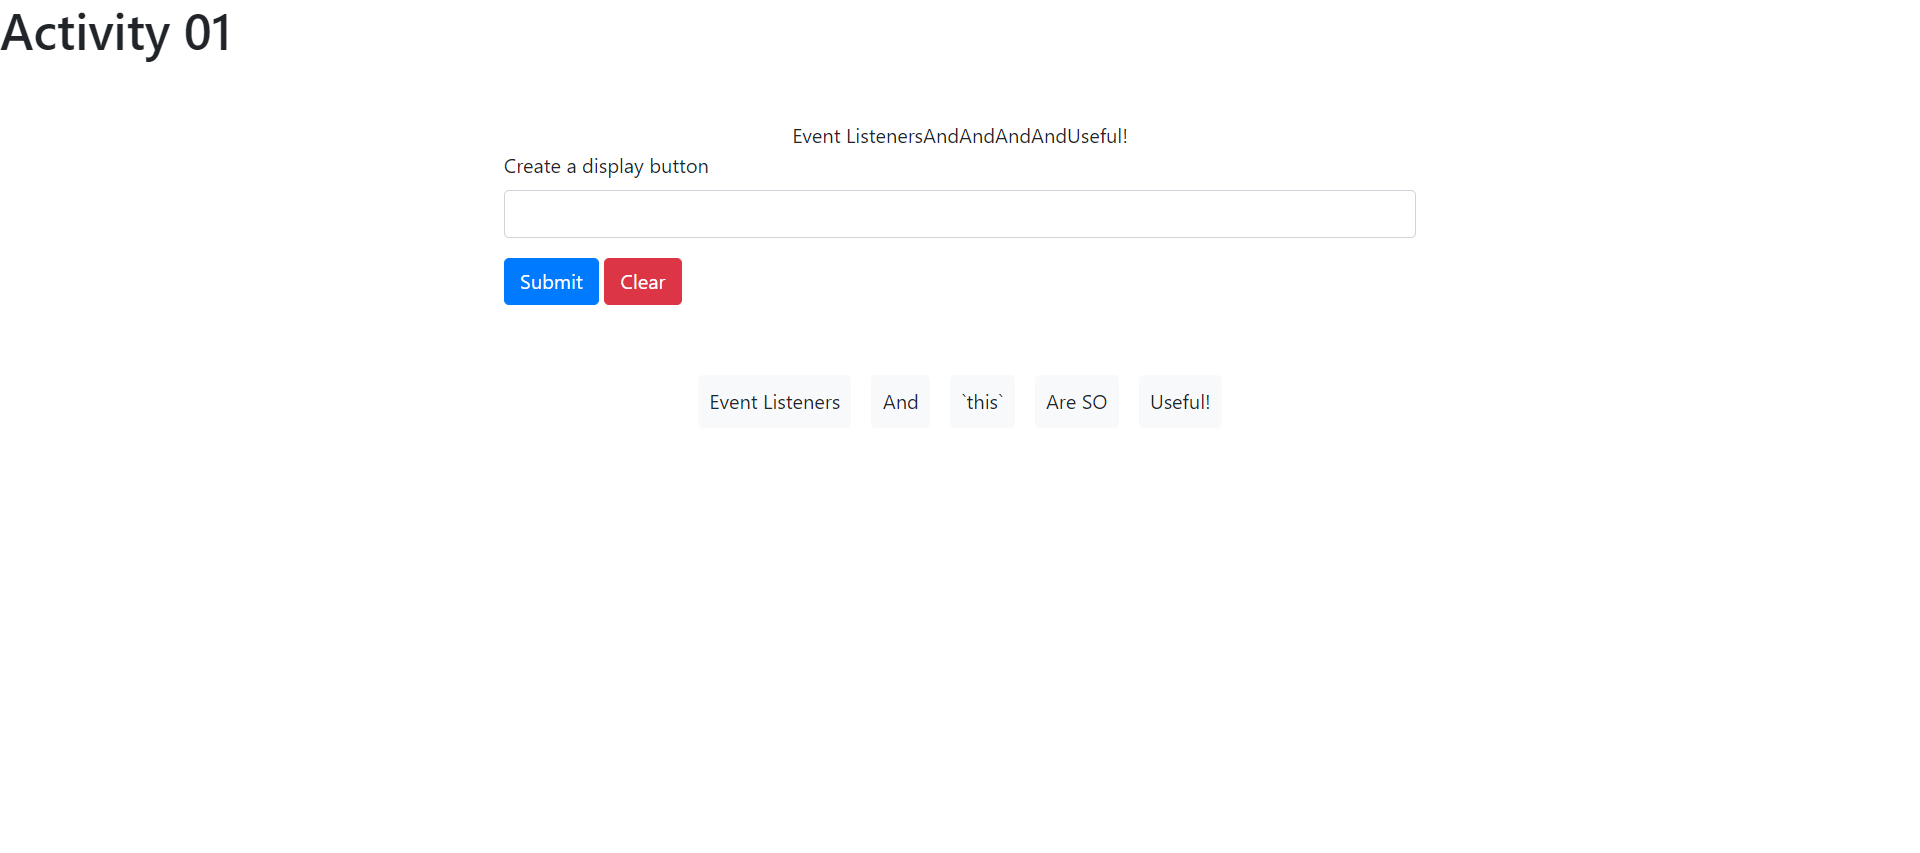 Activity 01
Event ListenersAndAndAndAndUseful!
Create a display button
Submit Clear
Event Listeners And `this` Are SO Useful!